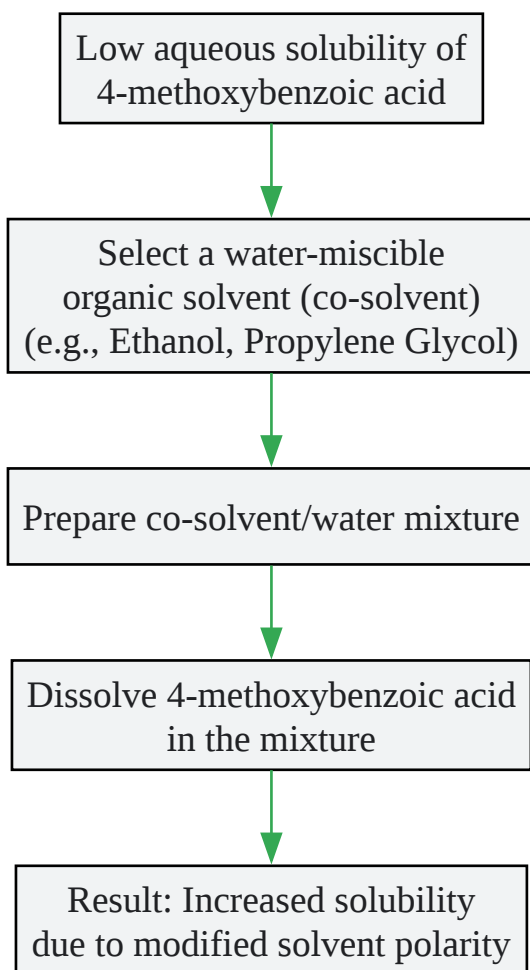 Low aqueous solubility of
4-methoxybenzoic acid
Select a water-miscible
organic solvent (co-solvent)
(e.g., Ethanol, Propylene Glycol)
Prepare co-solvent/water mixture
Dissolve 4-methoxybenzoic acid
in the mixture
Result: Increased solubility
due to modified solvent polarity